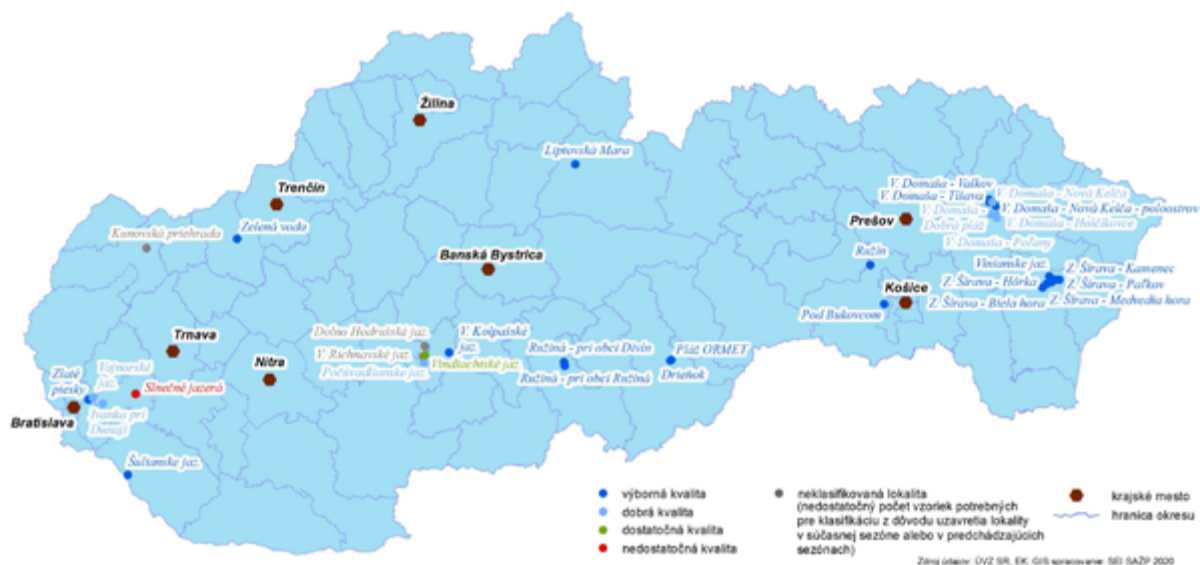 Žilina
Liptovská Mara
Trenčín
Zelená voda
Kunovská priehrada
Banská Bystrica
V. Domaša - Valkov
V. Domaša - Tíšava
V. Domaša - Nová Kelča
V. Domaša - Nová Kelča - poloostrov
V. Domaša -
Dobrá pláž
V. Domaša - Holčíkovce
V. Domaša - Poľany
Prešov
Ružín
Vinianske jaz.
Z. Šírava - Kamenec
Z. Šírava - Hôrka
Z. Šírava - Paľkov
Košice
Z. Šírava - Biela hora
Z. Šírava - Medvedia hora
Pod Bukovcom
Trnava
Nitra
Dolno Hodrušské jaz.
V. Kolpašské
jaz.
V. Richnavské jaz.
Vindšachtské jaz.
Počúvadlianske jaz.
Ružiná - pri obci Divín
Ružiná - pri obci Ružiná
Pláž ORMET
Drieňok
Zlaté
piesky
Vajnorské
jaz.
Slnečné jazerá
Bratislava
Ivanka pri
Dunaji
Šulianske jaz.
výborná kvalita
dobrá kvalita
dostatočná kvalita
nedostatočná kvalita
neklasifikovaná lokalita
(nedostatočný počet vzoriek potrebných
pre klasifikáciu z dôvodu uzavretia lokality
v súčasnej sezóne alebo v predchádzajúcich
sezónach)
krajské mesto
hranica okresu
Zdroj údajov: ÚVZ SR, EK; GIS spracovanie: SEI SAŽP 2020